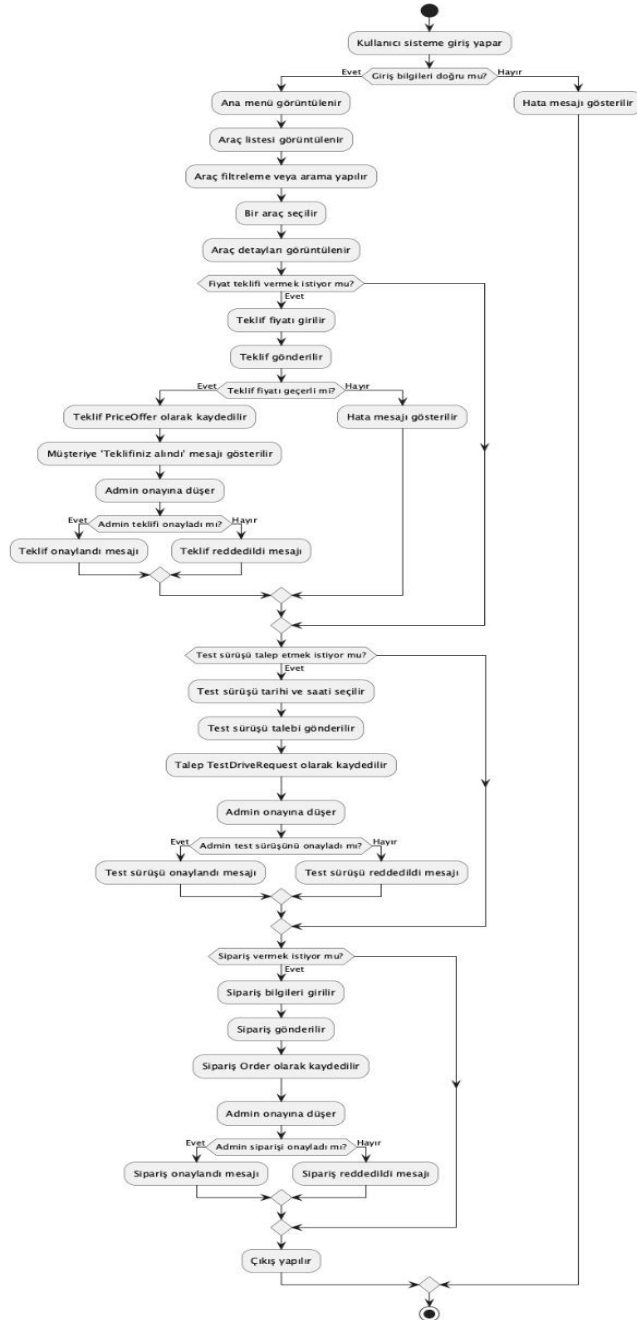 Kullanıcı sisteme giriş yapar
Evet
Giriş bilgileri doğru mu?
Hayır
Ana menü görüntülenir
Hata mesajı gösterilir
Araç listesi görüntülenir
Araç filtreleme veya arama yapılır
Bir araç seçilir
Araç detayları görüntülenir
Fiyat teklifi vermek istiyor mu?
Evet
Teklif fiyatı girilir
Teklif gönderilir
Evet
Teklif fiyatı geçerli mi?
Hayır
Teklif PriceOffer olarak kaydedilir
Hata mesajı gösterilir
Müşteriye 'Teklifiniz alındı' mesajı gösterilir
Admin onayına düşer
Evet
Admin teklifi onayladı mı?
Hayır
Teklif onaylandı mesajı
Teklif reddedildi mesajı
Test sürüşü talep etmek istiyor mu?
Evet
Test sürüşü tarihi ve saati seçilir
Test sürüşü talebi gönderilir
Talep TestDriveRequest olarak kaydedilir
Admin onayına düşer
Evet
Admin test sürüşünü onayladı mı?
Hayır
Test sürüşü onaylandı mesajı
Test sürüşü reddedildi mesajı
Sipariş vermek istiyor mu?
Evet
Sipariş bilgileri girilir
Sipariş gönderilir
Sipariş Order olarak kaydedilir
Admin onayına düşer
Evet
Admin siparişi onayladı mı?
Hayır
Sipariş onaylandı mesajı
Sipariş reddedildi mesajı
Çıkış yapılır